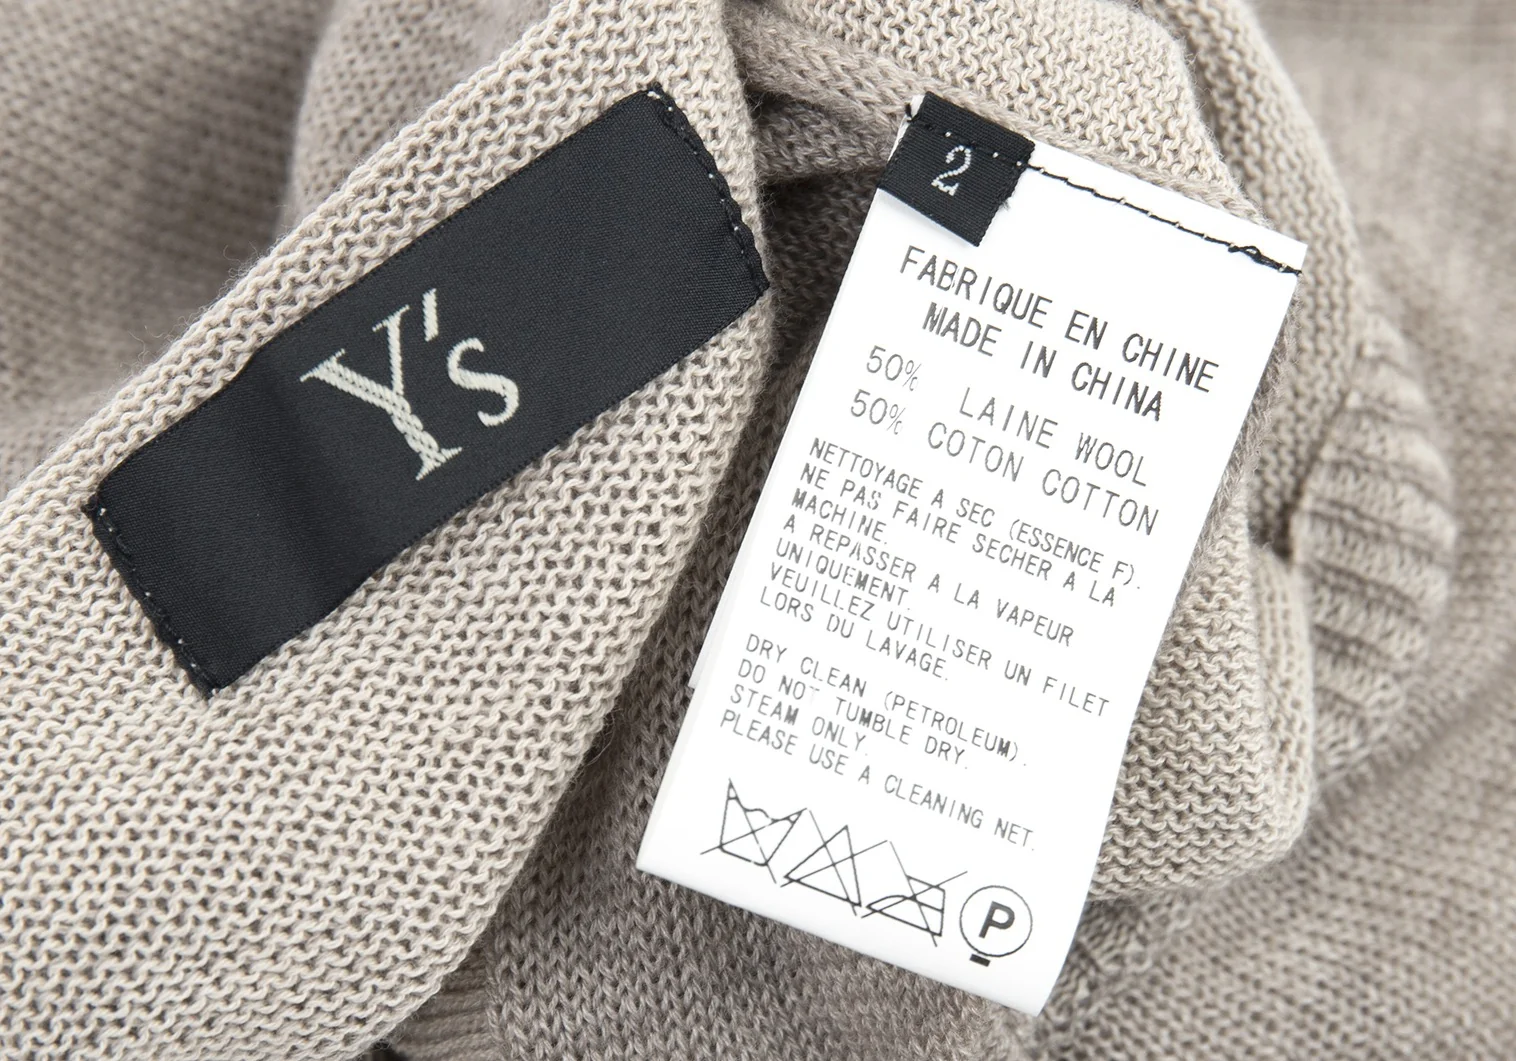 Y's
2
FABRIQUE EN CHINE
MADE IN CHINA
50% LAINE WOOL
50% COTON COTTON
NETTOYAGE A SEC (ESSENCE F).
NE PAS FAIRE SECHER A LA
MACHINE.
A REPASSER A LA VAPEUR
UNIQUEMENT.
VEUILLEZ UTILISER UN FILET
LORS DU LAVAGE.
DRY CLEAN (PETROLEUM).
DO NOT TUMBLE DRY.
STEAM ONLY.
PLEASE USE A CLEANING NET.
P